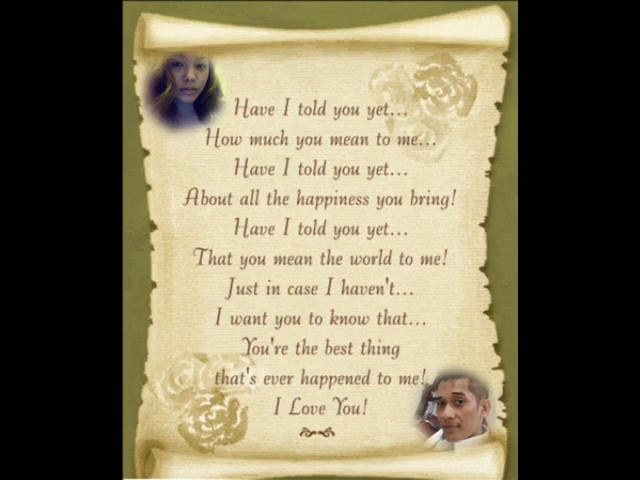 Have I told you yet...
How much you mean to me...
Have I told you yet...
About all the happiness you bring!
Have I told you yet...
That you mean the world to me!
Just in case I haven't...
I want you to know that...
You're the best thing
that's ever happened to me!
I Love You!